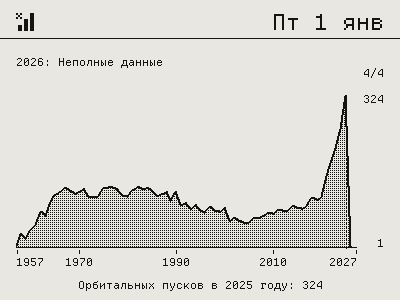 Пт 1 янв
2026: Неполные данные
4/4
324
1
1957 1970 1990 2010 2027
Орбитальных пусков в 2025 году: 324